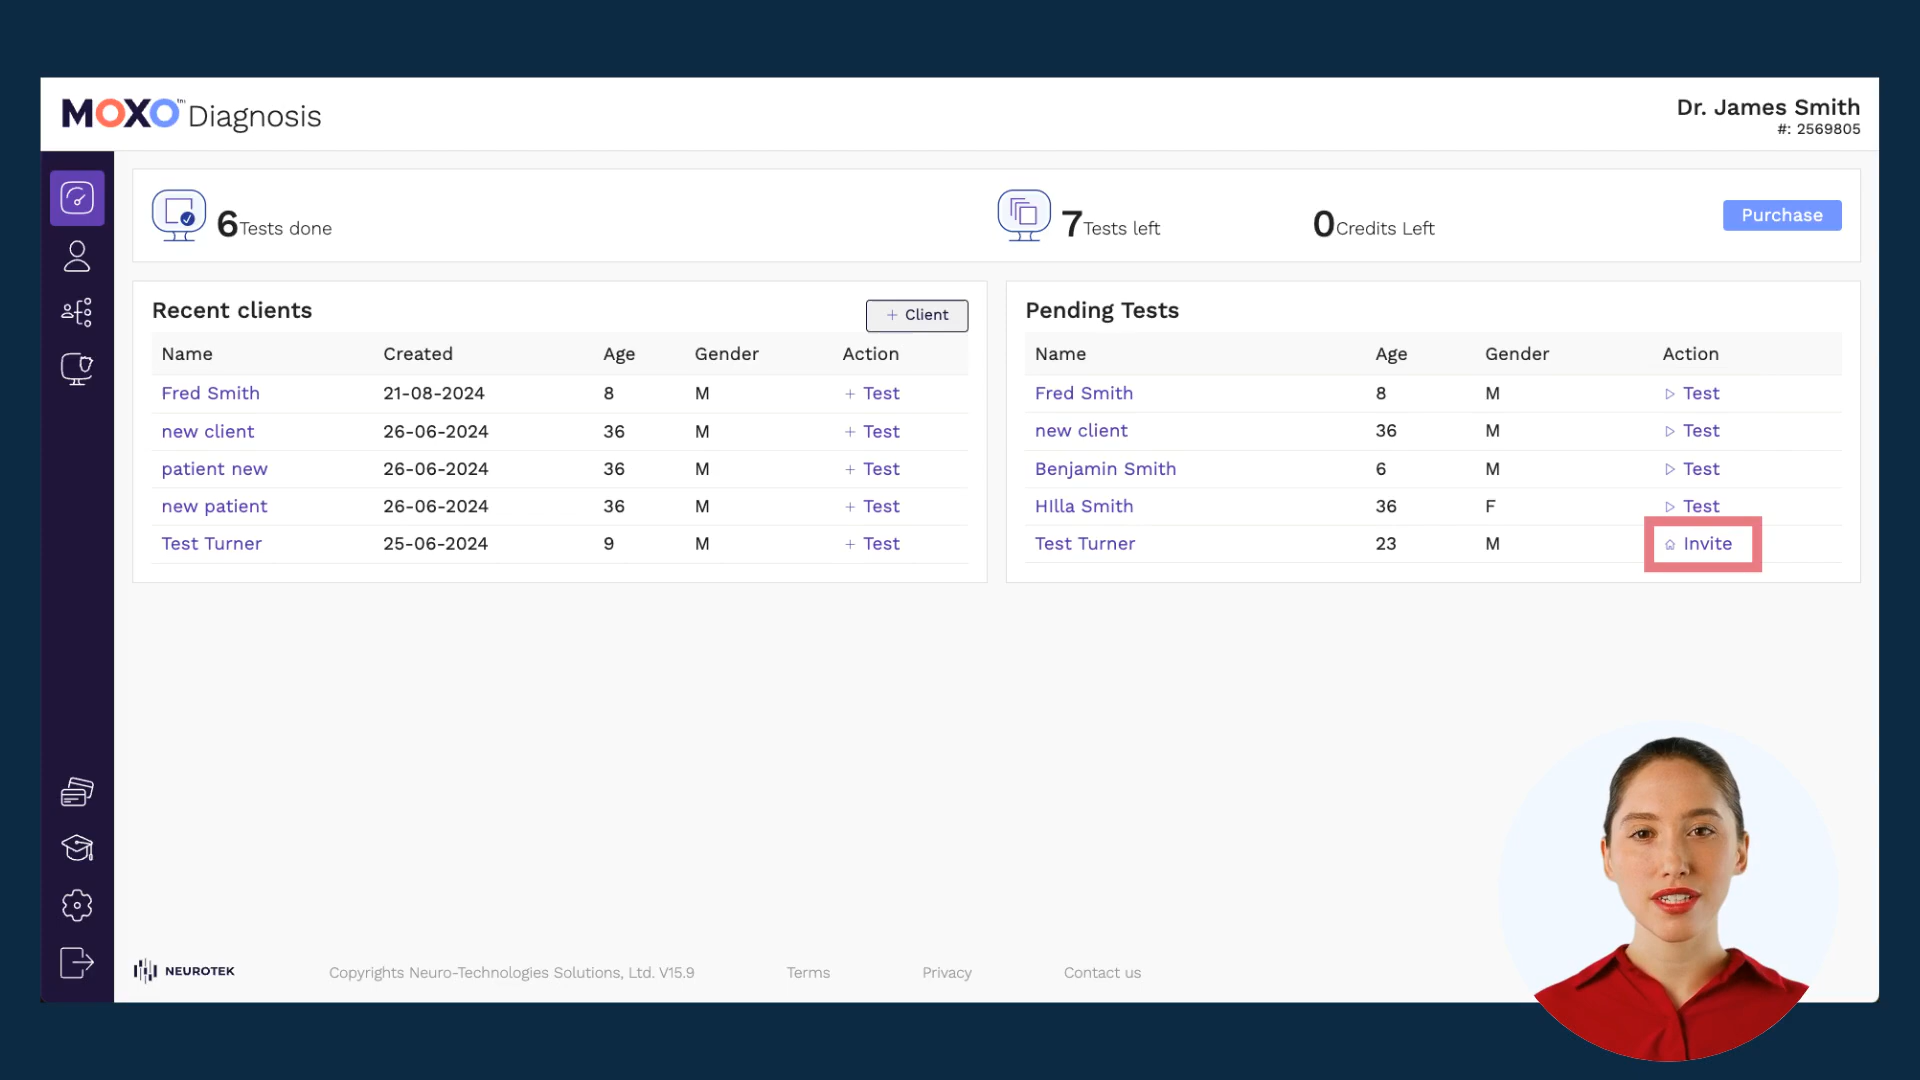 MOXO™ Diagnosis
Dr. James Smith
#: 2569805
6 Tests done
7 Tests left
0 Credits Left
Purchase
Recent clients
+ Client
Name Created Age Gender Action
Fred Smith 21-08-2024 8 M + Test
new client 26-06-2024 36 M + Test
patient new 26-06-2024 36 M + Test
new patient 26-06-2024 36 M + Test
Test Turner 25-06-2024 9 M + Test
Pending Tests
Name Age Gender Action
Fred Smith 8 M Test
new client 36 M Test
Benjamin Smith 6 M Test
HIlla Smith 36 F Test
Test Turner 23 M Invite
NEUROTEK
Copyrights Neuro-Technologies Solutions, Ltd. V15.9
Terms
Privacy
Contact us